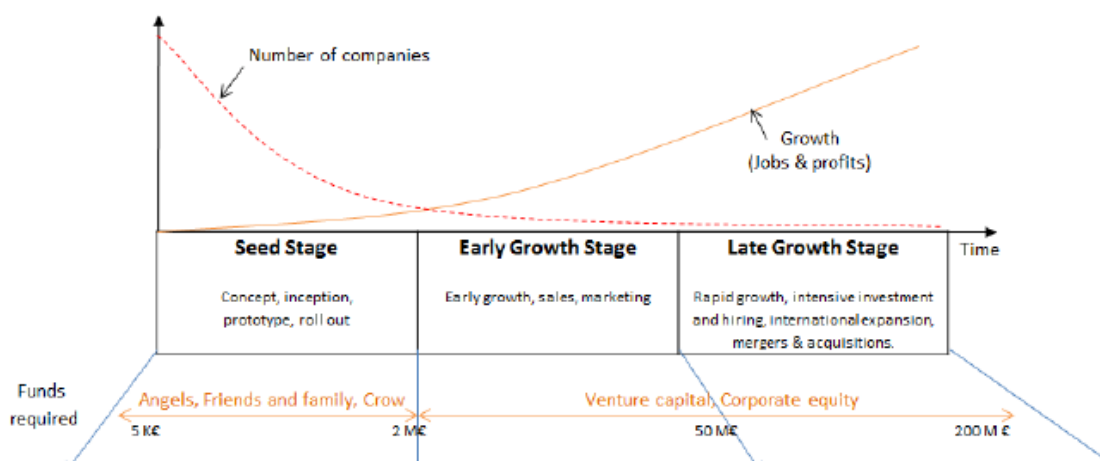 Number of companies
Growth
(Jobs & profits)
Time
Seed Stage
Concept, inception,
prototype, roll out
Early Growth Stage
Early growth, sales, marketing
Late Growth Stage
Rapid growth, intensive investment
and hiring, international expansion,
mergers & acquisitions.
Funds
required
Angels, Friends and family, Crow
Venture capital, Corporate equity
5 K€
2 M€
50 M€
200 M €